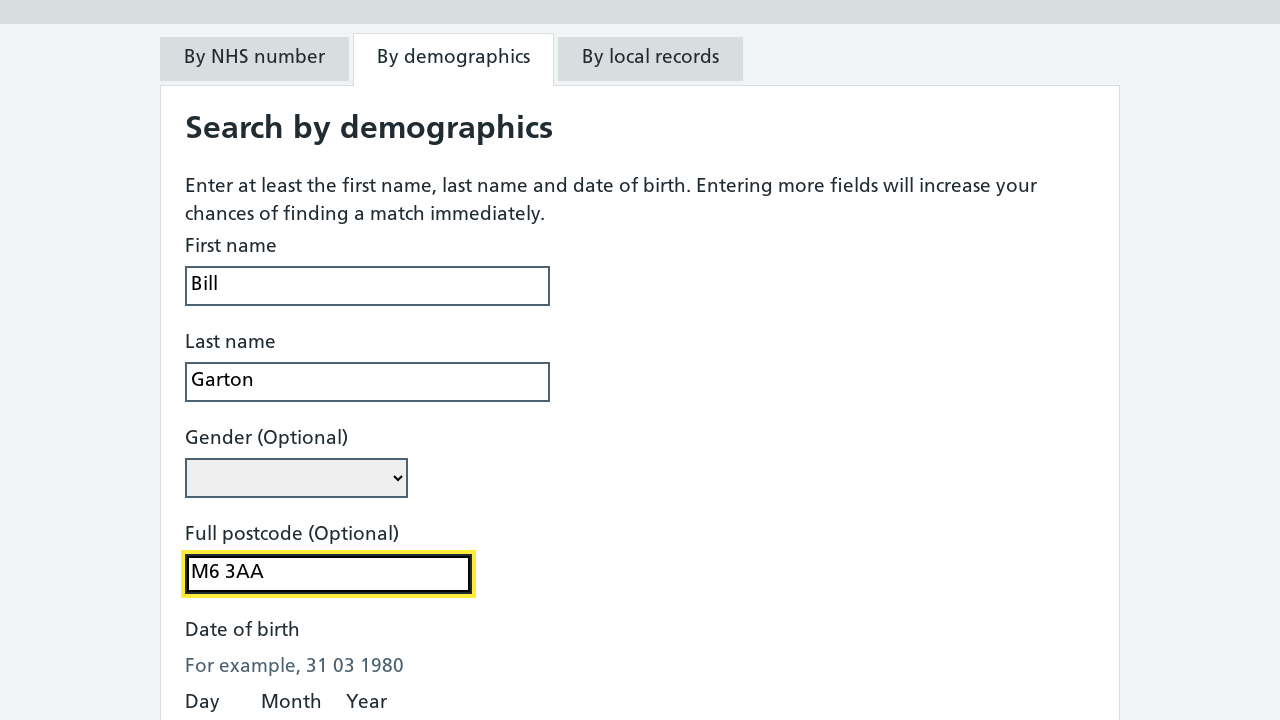 By NHS number
By demographics
By local records
Search by demographics
Enter at least the first name, last name and date of birth. Entering more fields will increase your
chances of finding a match immediately.
First name
Bill
Last name
Garton
Gender (Optional)
Full postcode (Optional)
M6 3AA
Date of birth
For example, 31 03 1980
Day Month Year